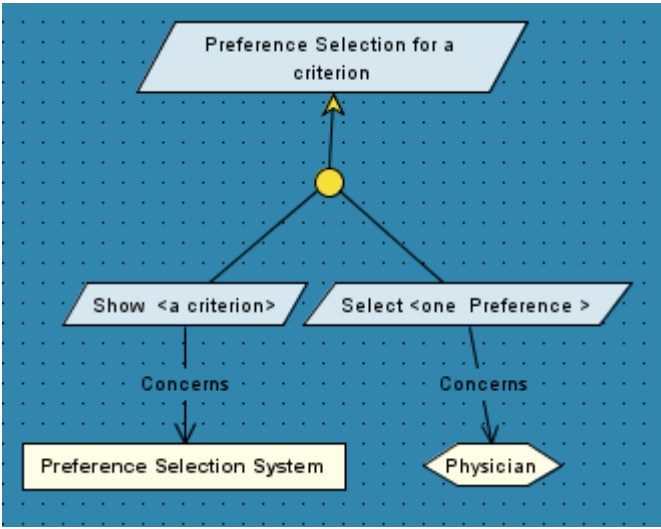 Preference Selection for a
criterion
Show <a criterion>
Select <one Preference >
Concerns
Concerns
Preference Selection System
Physician